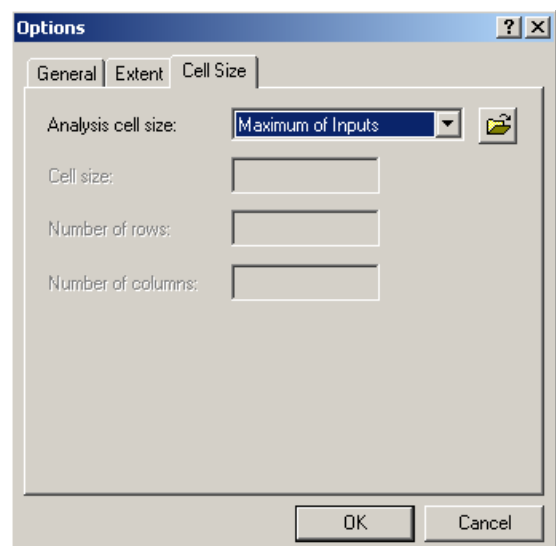 Options
General Extent Cell Size
Analysis cell size: Maximum of Inputs
Cell size:
Number of rows:
Number of columns:
OK Cancel